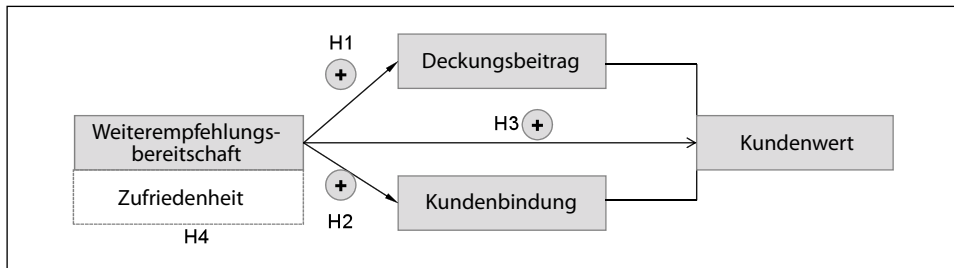 H1
+
Deckungsbeitrag
H3 +
Weiterempfehlungs-
bereitschaft
Kundenwert
Zufriedenheit
+
Kundenbindung
H2
H4